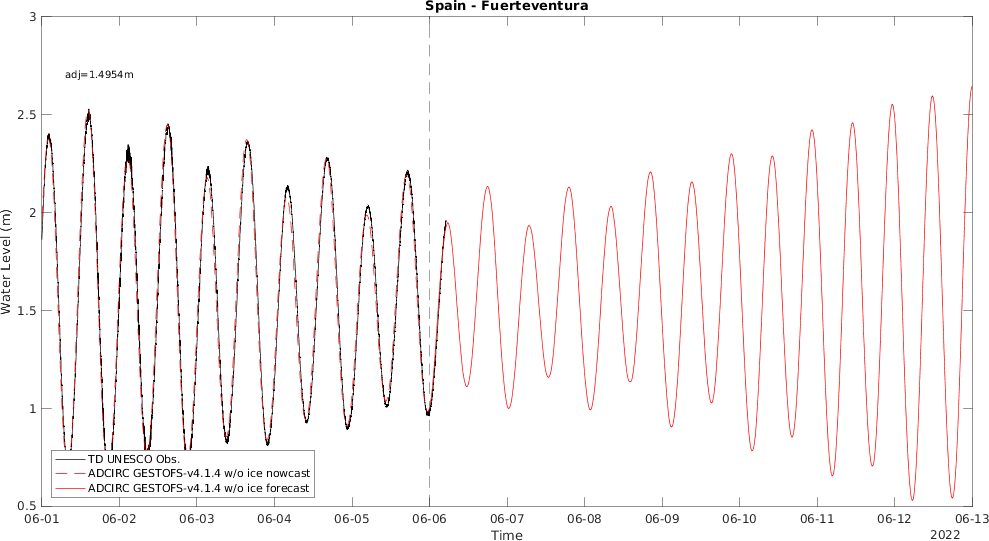 Spain - Fuerteventura
3
adj=1.4954m
2.5
2
Water Level (m)
1.5
1
TD UNESCO Obs.
ADCIRC GESTOFS-v4.1.4 w/o ice nowcast
ADCIRC GESTOFS-v4.1.4 w/o ice forecast
0.5
06-01 06-02 06-03 06-04 06-05 06-06 06-07 06-08 06-09 06-10 06-11 06-12 06-13
Time
2022